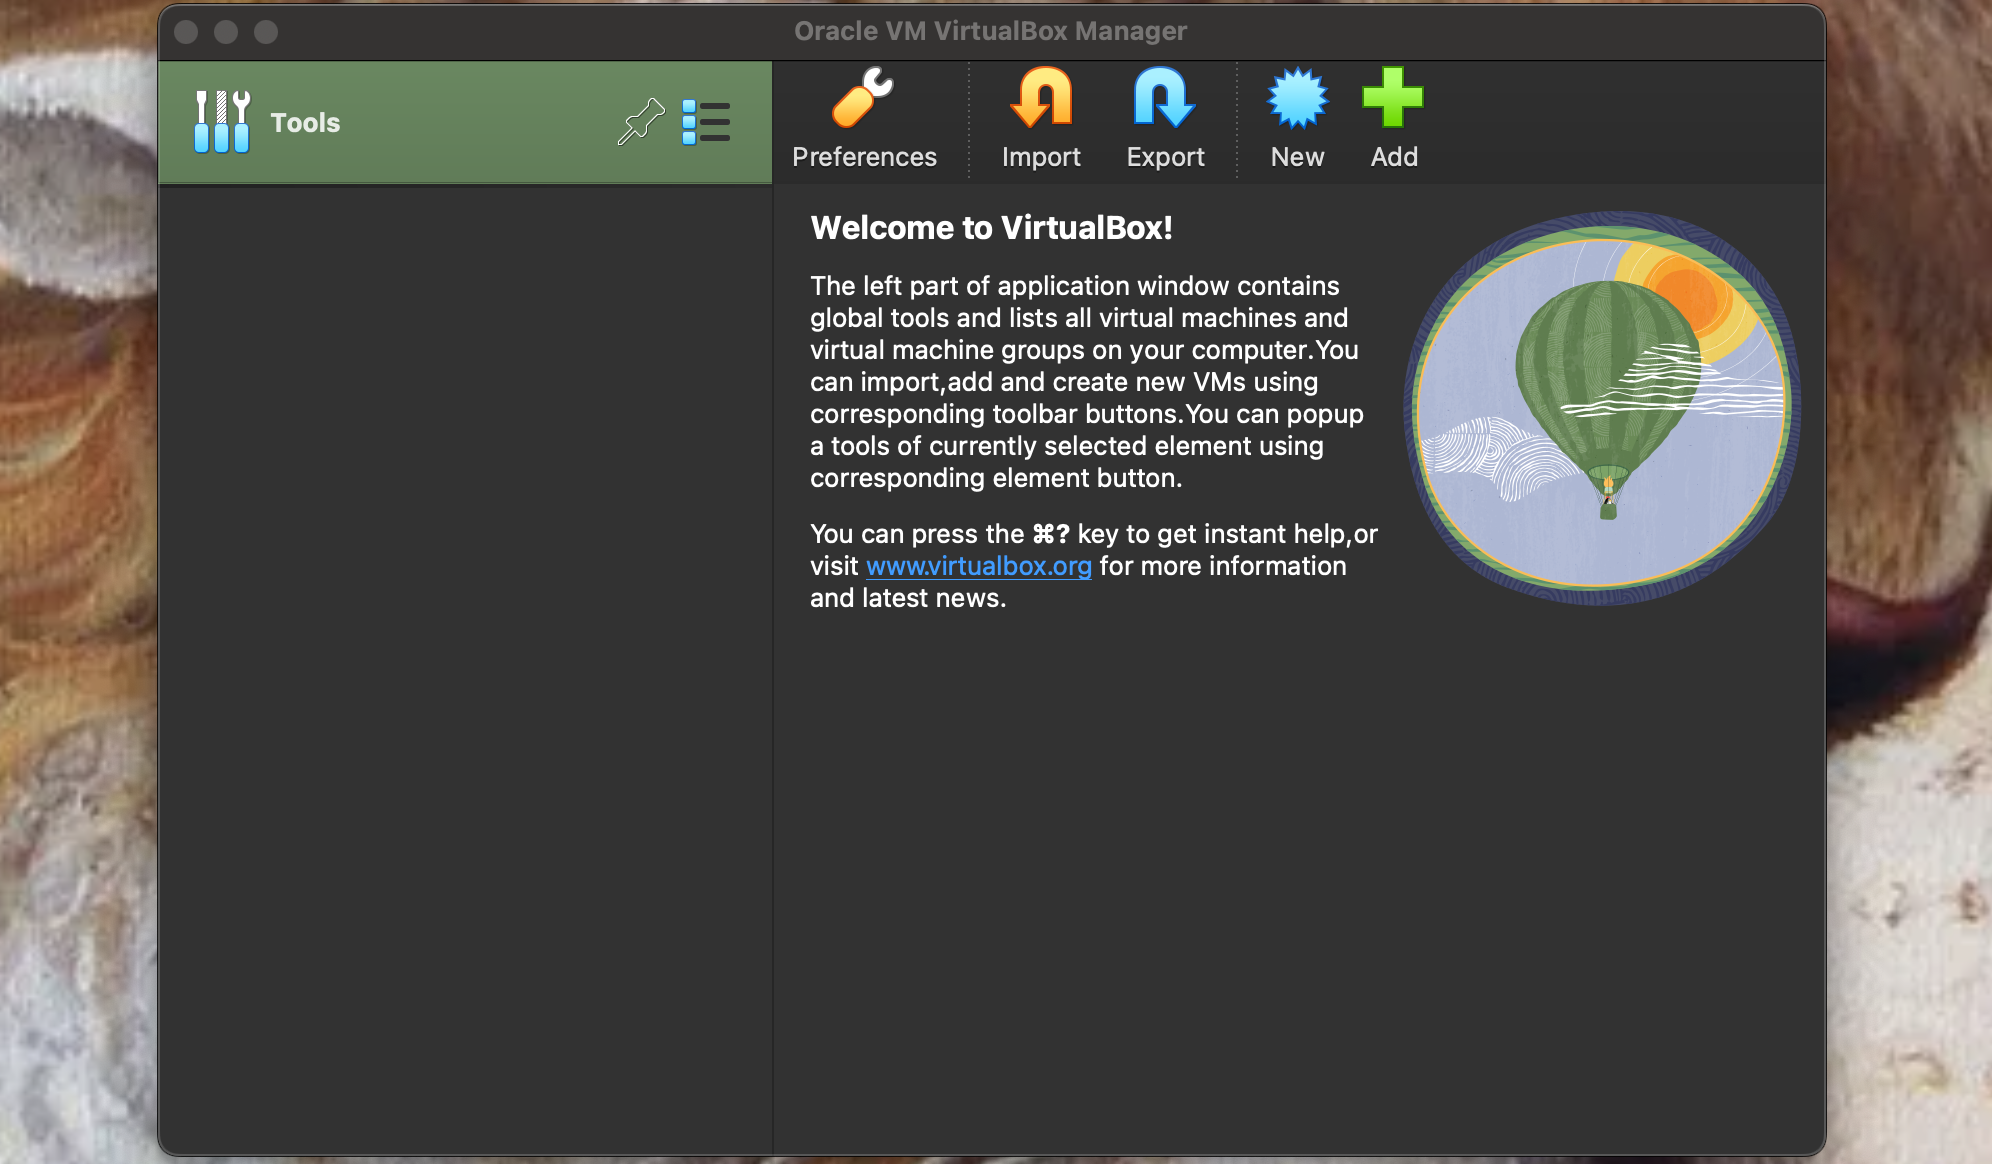 Oracle VM VirtualBox Manager
Tools
Preferences
Import
Export
New
Add
Welcome to VirtualBox!
The left part of application window contains
global tools and lists all virtual machines and
virtual machine groups on your computer.You
can import,add and create new VMs using
corresponding toolbar buttons.You can popup
a tools of currently selected element using
corresponding element button.
You can press the ⌘? key to get instant help,or
visit www.virtualbox.org for more information
and latest news.